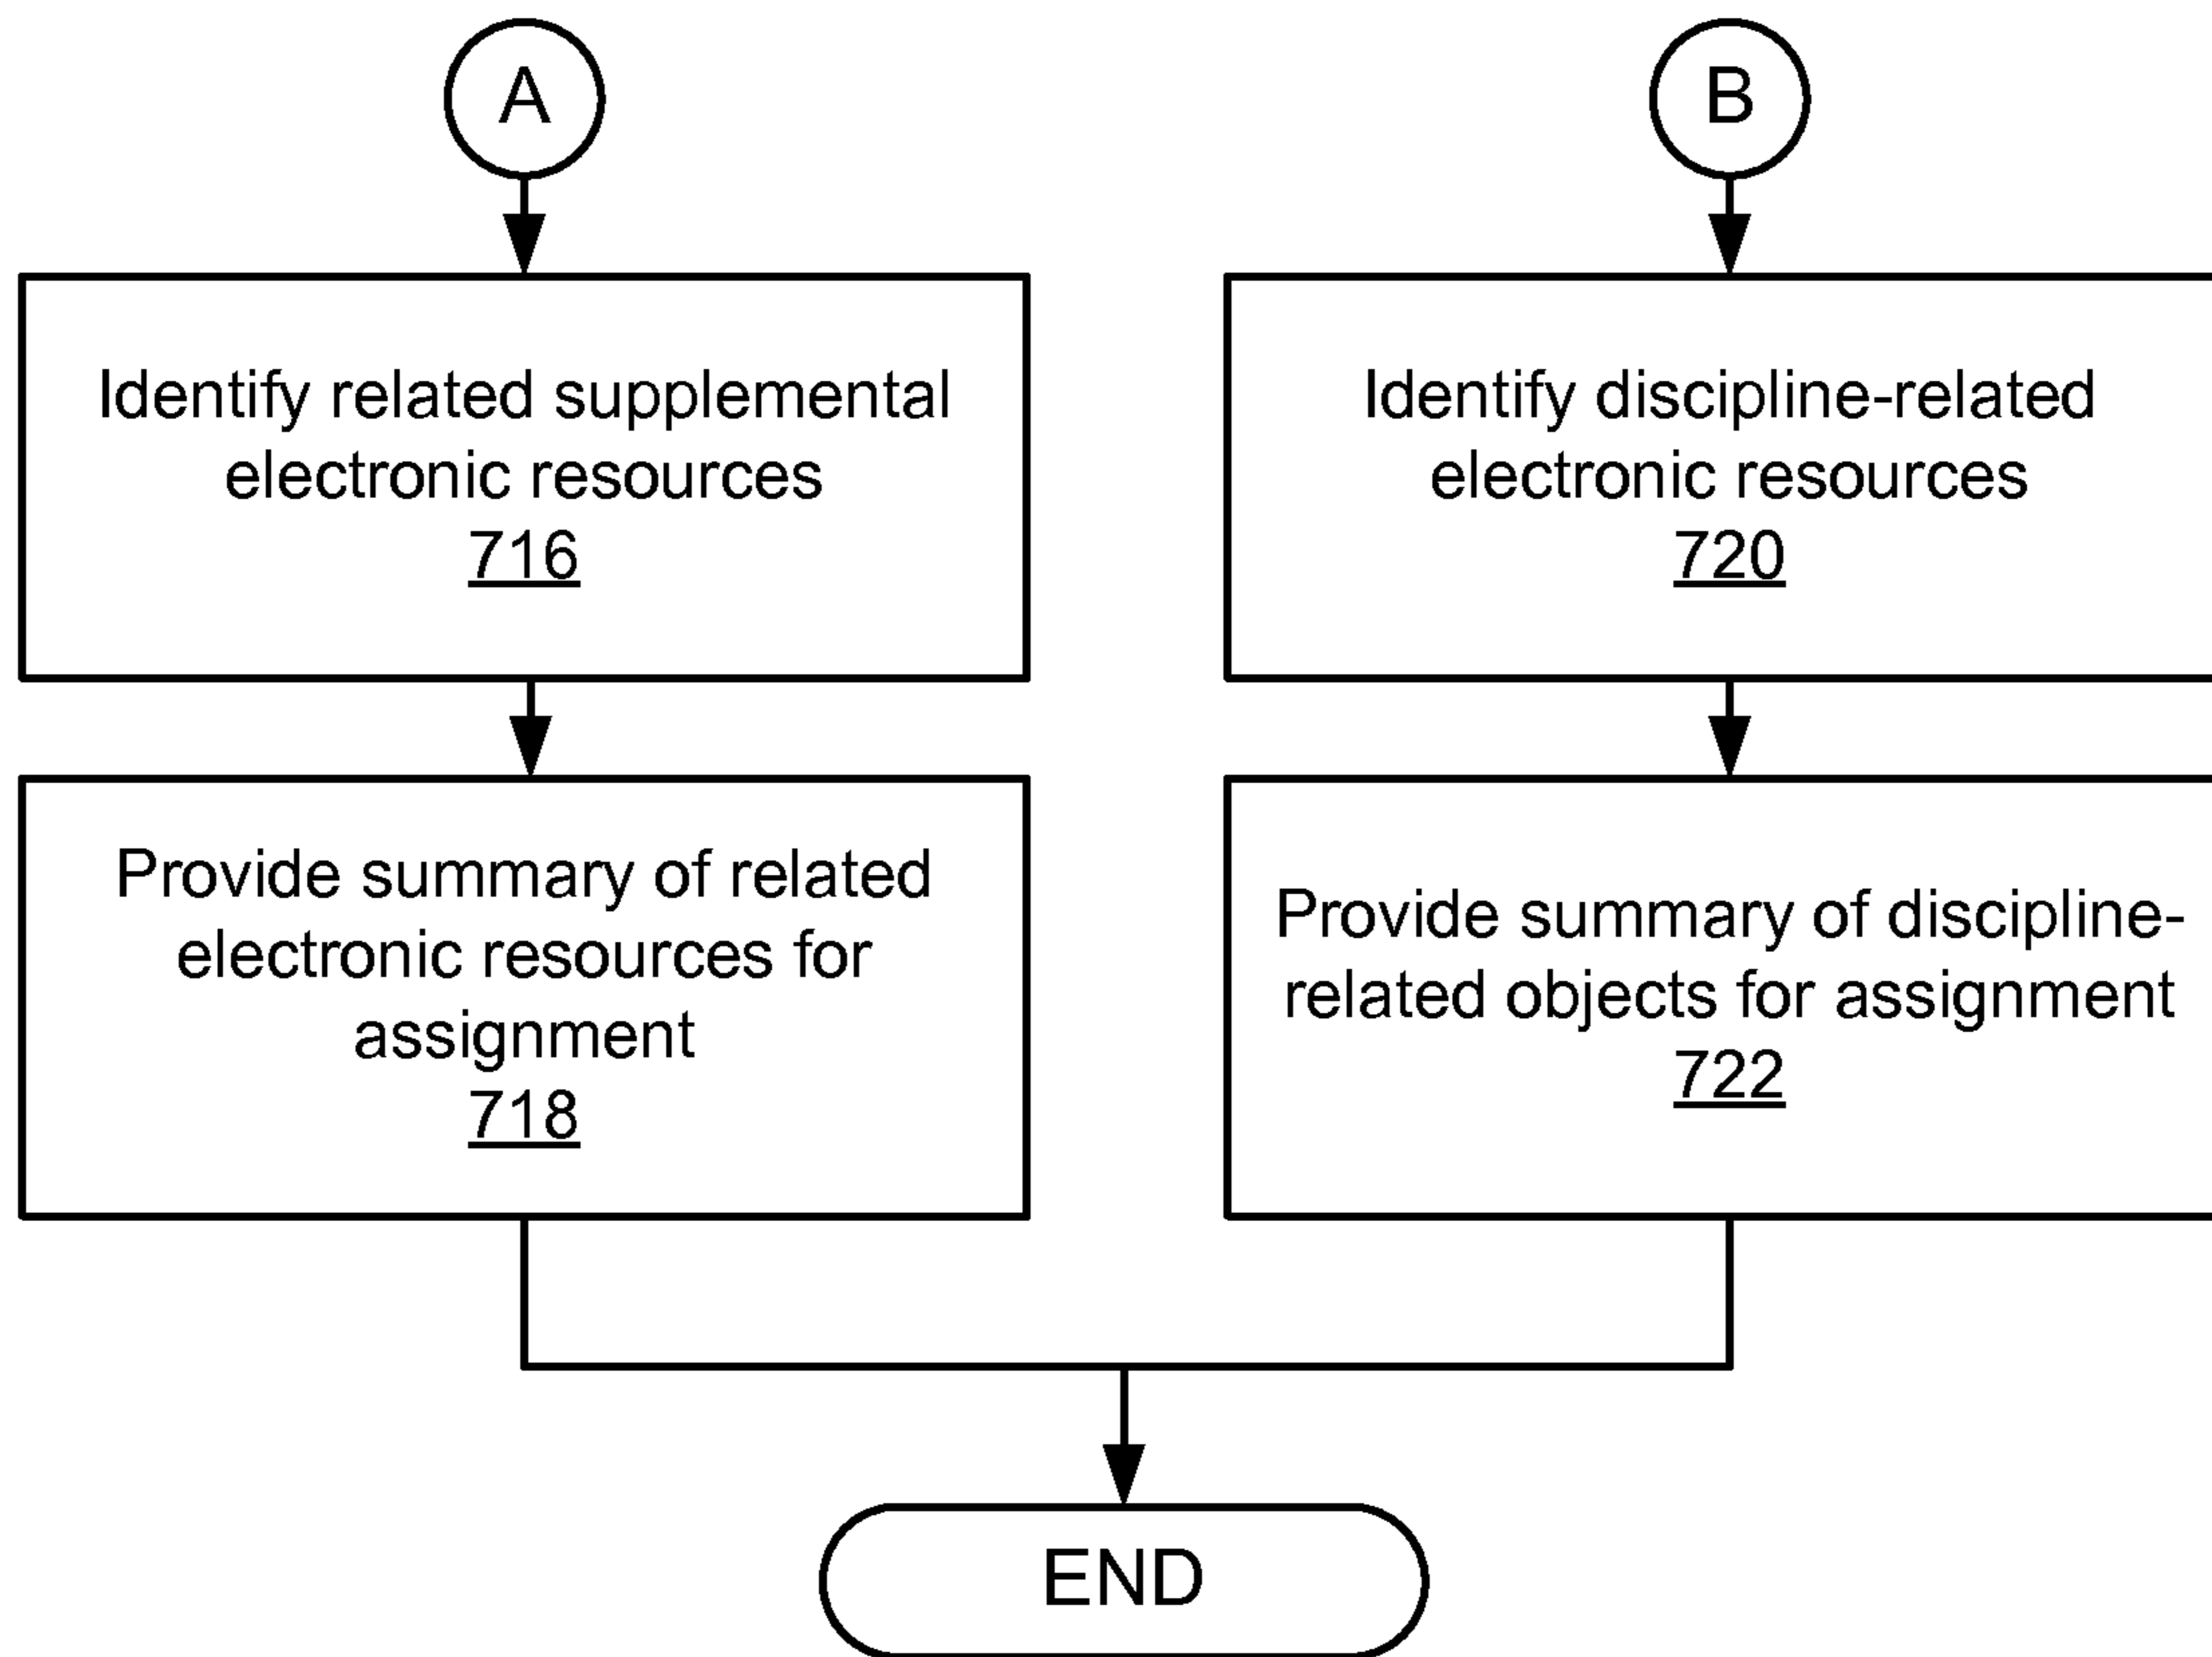 A
Identify related supplemental
electronic resources
716
Provide summary of related
electronic resources for
assignment
718
B
Identify discipline-related
electronic resources
720
Provide summary of discipline-
related objects for assignment
722
END